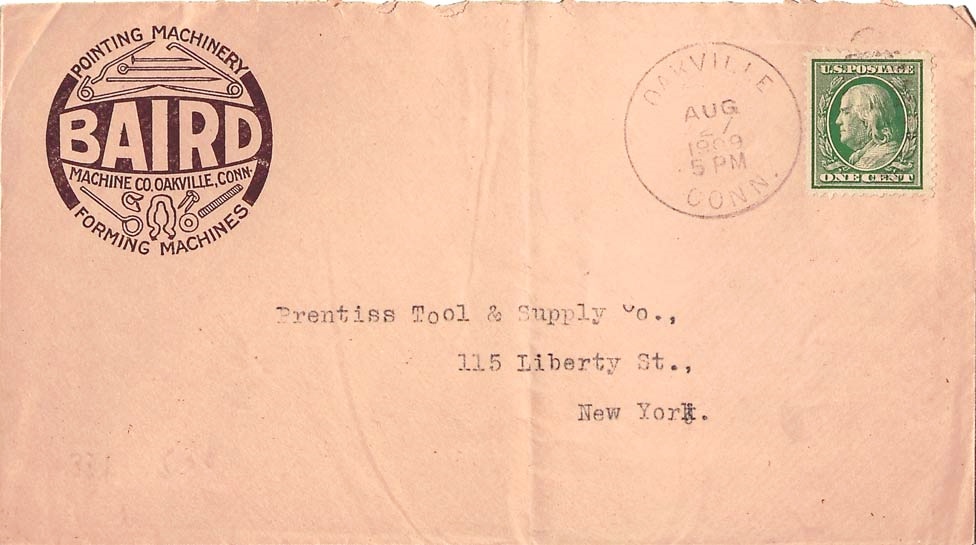 POINTING MACHINERY
BAIRD
MACHINE CO, OAKVILLE, CONN.
FORMING MACHINES
OAKVILLE
AUG
27
1909
5 PM
CONN.
U.S. POSTAGE
ONE CENT
Prentiss Tool & Supply Co.,
115 Liberty St.,
New York.